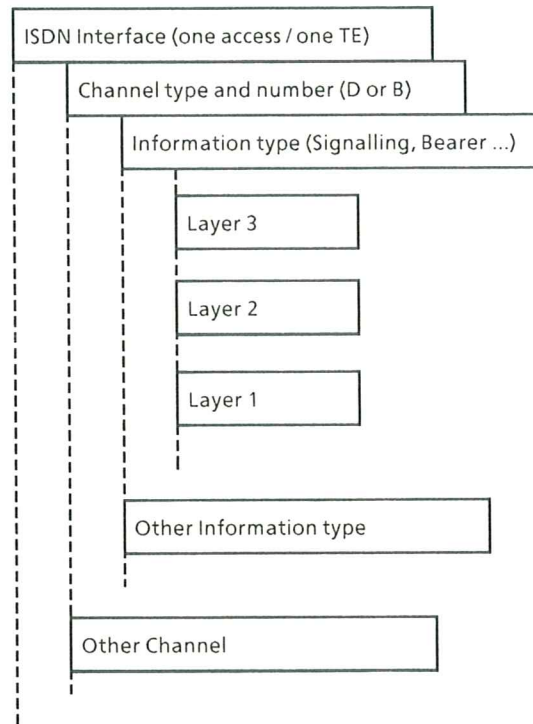 ISDN Interface (one access / one TE)
Channel type and number (D or B)
Information type (Signalling, Bearer ...)
Layer 3
Layer 2
Layer 1
Other Information type
Other Channel